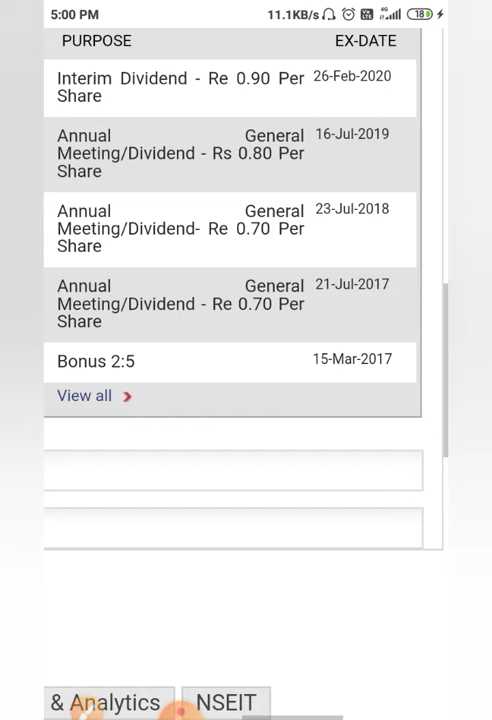 5:00 PM 11.1KB/s 4G 18
PURPOSE EX-DATE
Interim Dividend - Re 0.90 Per 26-Feb-2020
Share
Annual General 16-Jul-2019
Meeting/Dividend - Rs 0.80 Per
Share
Annual General 23-Jul-2018
Meeting/Dividend- Re 0.70 Per
Share
Annual General 21-Jul-2017
Meeting/Dividend - Re 0.70 Per
Share
Bonus 2:5 15-Mar-2017
View all
& Analytics NSEIT